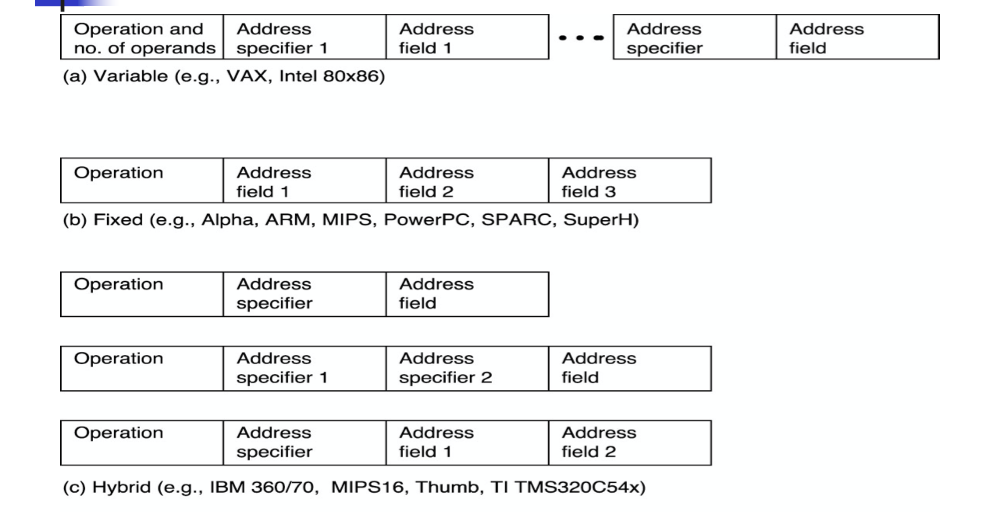 Operation and no. of operands Address specifier 1 Address field 1 ••• Address specifier Address field
(a) Variable (e.g., VAX, Intel 80x86)
Operation Address field 1 Address field 2 Address field 3
(b) Fixed (e.g., Alpha, ARM, MIPS, PowerPC, SPARC, SuperH)
Operation Address specifier Address field
Operation Address specifier 1 Address specifier 2 Address field
Operation Address specifier Address field 1 Address field 2
(c) Hybrid (e.g., IBM 360/70, MIPS16, Thumb, TI TMS320C54x)